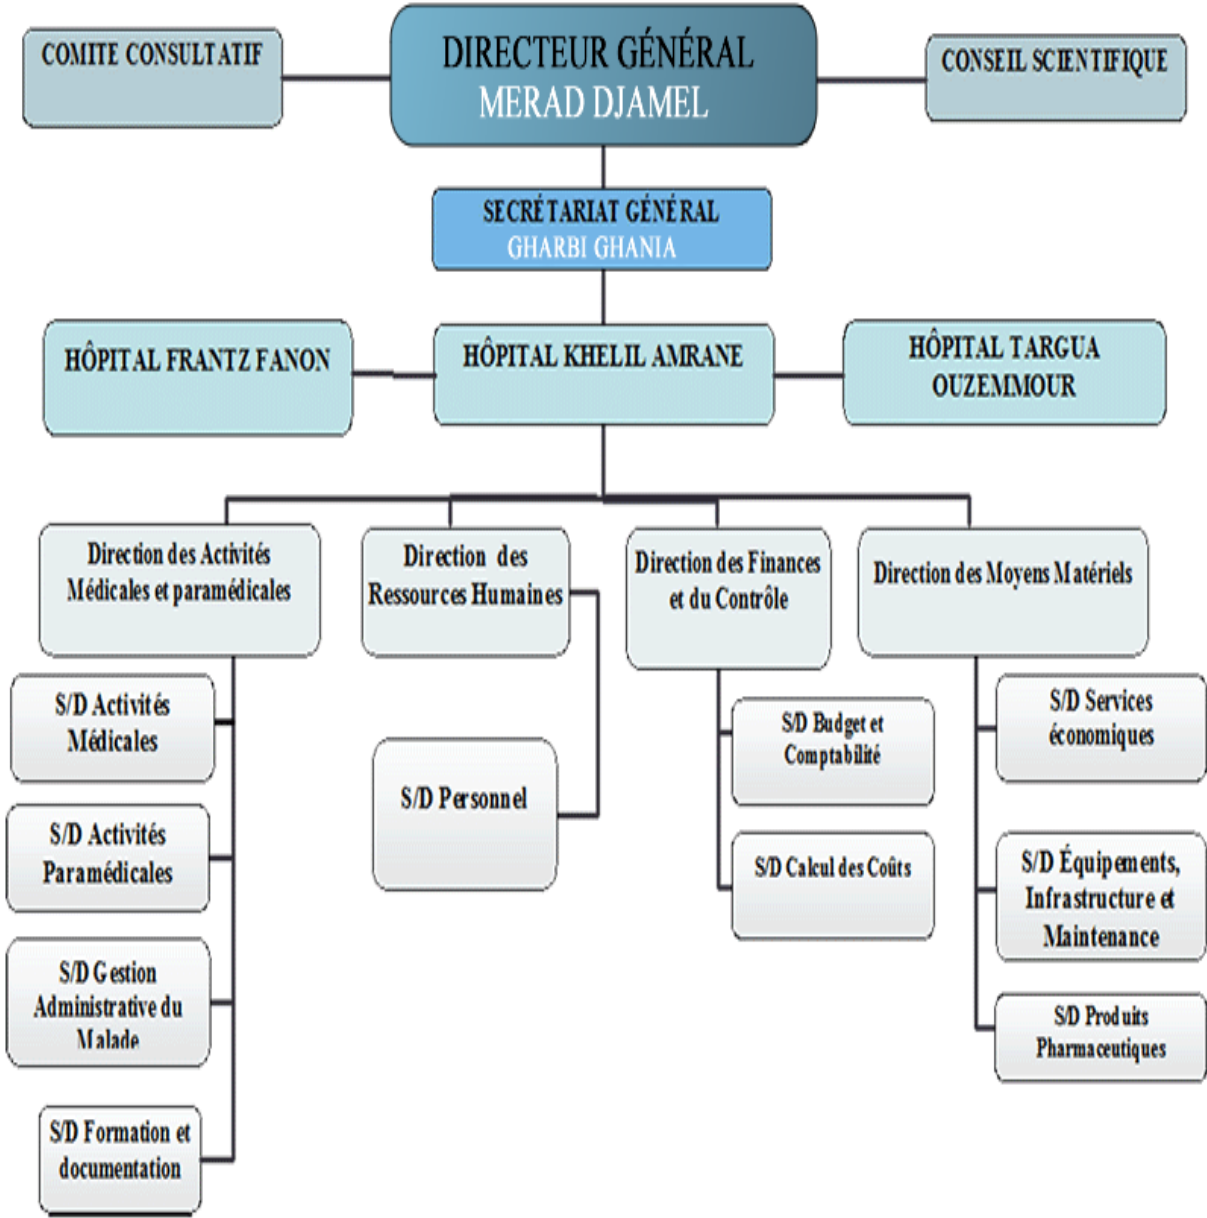 COMITE CONSULTATIF
DIRECTEUR GÉNÉRAL
MERAD DJAMEL
CONSEIL SCIENTIFIQUE
SECRÉTARIAT GÉNÉRAL
GHARBI GHANIA
HÔPITAL FRANTZ FANON
HÔPITAL KHELIL AMRANE
HÔPITAL TARGUA
OUZEMMOUR
Direction des Activités
Médicales et paramédicales
Direction des
Ressources Humaines
Direction des Finances
et du Contrôle
Direction des Moyens Matériels
S/D Activités
Médicales
S/D Activités
Paramédicales
S/D Gestion
Administrative du
Malade
S/D Formation et
documentation
S/D Personnel
S/D Budget et
Comptabilité
S/D Calcul des Coûts
S/D Services
économiques
S/D Équipements,
Infrastructure et
Maintenance
S/D Produits
Pharmaceutiques